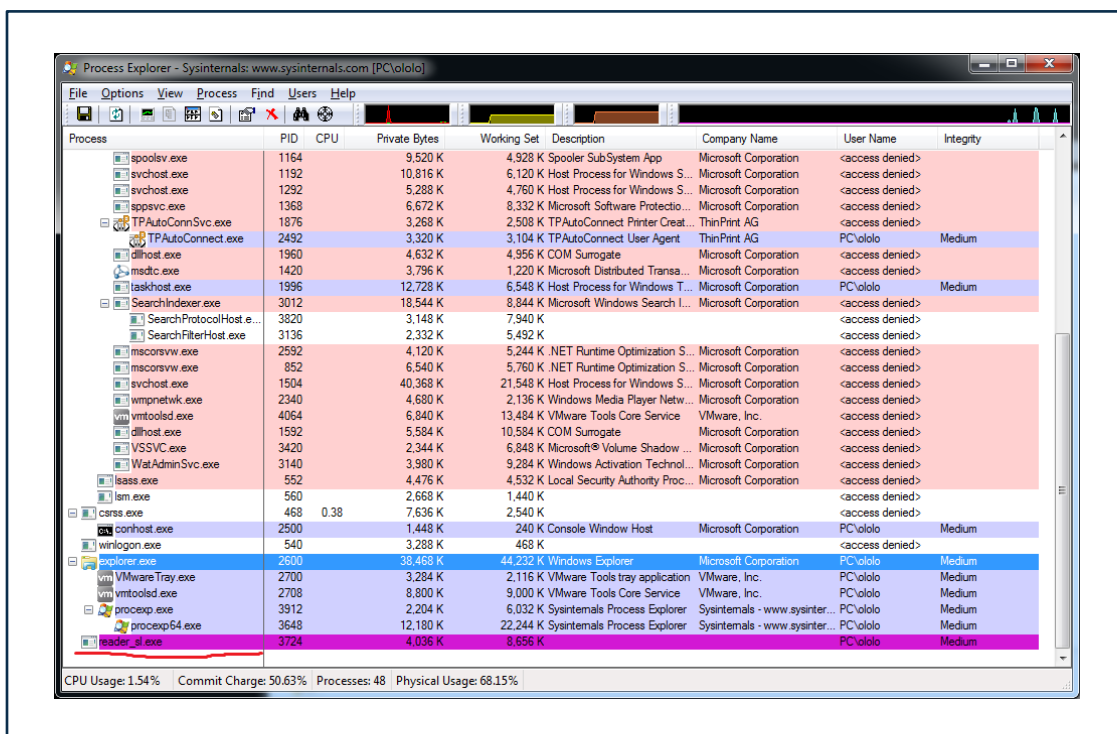 Process Explorer - Sysinternals: www.sysinternals.com [PC\ololo]
File Options View Process Find Users Help
Process PID CPU Private Bytes Working Set Description Company Name User Name Integrity
spoolsv.exe 1164 9,520 K 4,928 K Spooler SubSystem App Microsoft Corporation <access denied>
svchost.exe 1192 10,816 K 6,120 K Host Process for Windows S... Microsoft Corporation <access denied>
svchost.exe 1292 5,288 K 4,760 K Host Process for Windows S... Microsoft Corporation <access denied>
sppsvc.exe 1368 6,672 K 8,332 K Microsoft Software Protectio... Microsoft Corporation <access denied>
TPAutoConnSvc.exe 1876 3,268 K 2,508 K TPAutoConnect Printer Creat... ThinPrint AG <access denied>
TPAutoConnect.exe 2492 3,320 K 3,104 K TPAutoConnect User Agent ThinPrint AG PC\ololo Medium
dllhost.exe 1960 4,632 K 4,956 K COM Surrogate Microsoft Corporation <access denied>
msdtc.exe 1420 3,796 K 1,220 K Microsoft Distributed Transa... Microsoft Corporation <access denied>
taskhost.exe 1996 12,728 K 6,548 K Host Process for Windows T... Microsoft Corporation PC\ololo Medium
SearchIndexer.exe 3012 18,544 K 8,844 K Microsoft Windows Search I... Microsoft Corporation <access denied>
SearchProtocolHost.e... 3820 3,148 K 7,940 K <access denied>
SearchFilterHost.exe 3136 2,332 K 5,492 K <access denied>
mscorsvw.exe 2592 4,120 K 5,244 K .NET Runtime Optimization S... Microsoft Corporation <access denied>
mscorsvw.exe 852 6,540 K 5,760 K .NET Runtime Optimization S... Microsoft Corporation <access denied>
svchost.exe 1504 40,368 K 21,548 K Host Process for Windows S... Microsoft Corporation <access denied>
wmpnetwk.exe 2340 4,680 K 2,136 K Windows Media Player Netw... Microsoft Corporation <access denied>
vmtoolsd.exe 4064 6,840 K 13,484 K VMware Tools Core Service VMware, Inc. <access denied>
dllhost.exe 1592 5,584 K 10,584 K COM Surrogate Microsoft Corporation <access denied>
VSSVC.exe 3420 2,344 K 6,848 K Microsoft® Volume Shadow ... Microsoft Corporation <access denied>
WatAdminSvc.exe 3140 3,980 K 9,284 K Windows Activation Technol... Microsoft Corporation <access denied>
lsass.exe 552 4,476 K 4,532 K Local Security Authority Proc... Microsoft Corporation <access denied>
lsm.exe 560 2,668 K 1,440 K <access denied>
csrss.exe 468 0.38 7,636 K 2,540 K <access denied>
conhost.exe 2500 1,448 K 240 K Console Window Host Microsoft Corporation PC\ololo Medium
winlogon.exe 540 3,288 K 468 K <access denied>
explorer.exe 2600 38,468 K 44,232 K Windows Explorer Microsoft Corporation PC\ololo Medium
VMwareTray.exe 2700 3,284 K 2,116 K VMware Tools tray application VMware, Inc. PC\ololo Medium
vmtoolsd.exe 2708 8,800 K 9,000 K VMware Tools Core Service VMware, Inc. PC\ololo Medium
procexp.exe 3912 2,204 K 6,032 K Sysinternals Process Explorer Sysinternals - www.sysinter... PC\ololo Medium
procexp64.exe 3648 12,180 K 22,244 K Sysinternals Process Explorer Sysinternals - www.sysinter... PC\ololo Medium
reader_sl.exe 3724 4,036 K 8,656 K PC\ololo Medium
CPU Usage: 1.54% Commit Charge: 50.63% Processes: 48 Physical Usage: 68.15%